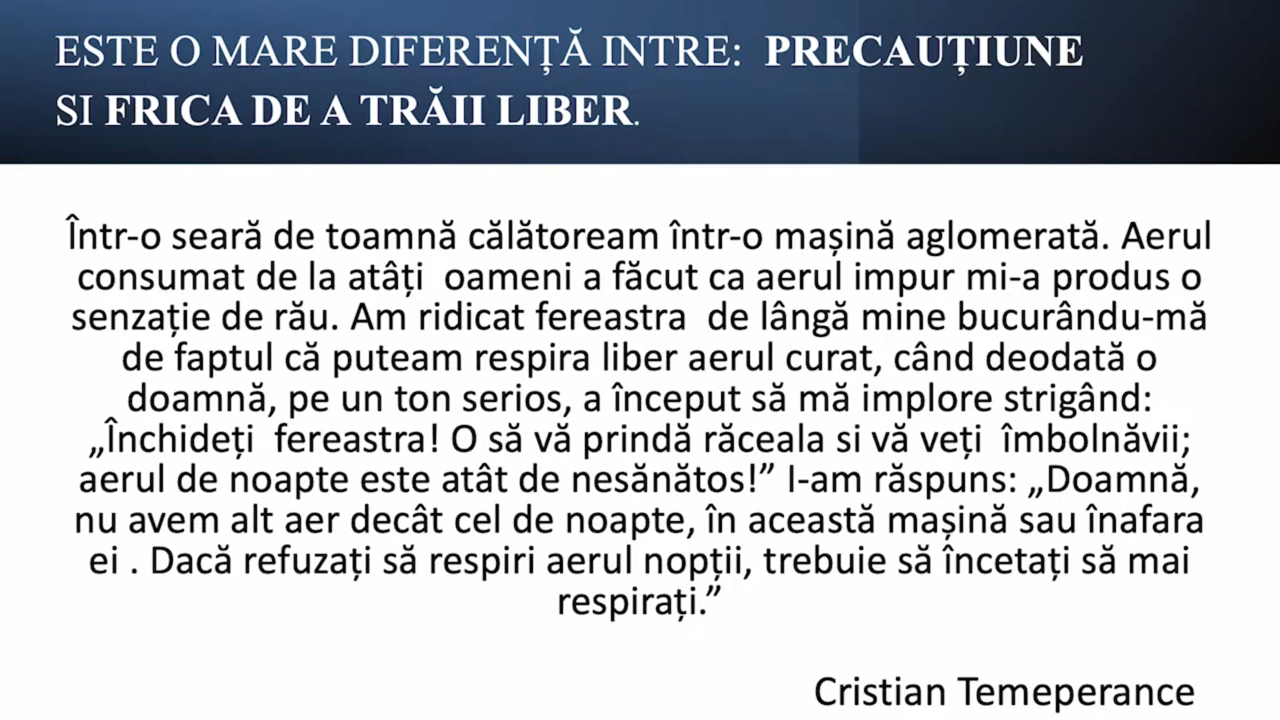 ESTE O MARE DIFERENȚĂ INTRE: PRECAUȚIUNE
SI FRICA DE A TRĂII LIBER.
Într-o seară de toamnă călătoream într-o mașină aglomerată. Aerul
consumat de la atâți oameni a făcut ca aerul impur mi-a produs o
senzație de rău. Am ridicat fereastra de lângă mine bucurându-mă
de faptul că puteam respira liber aerul curat, când deodată o
doamnă, pe un ton serios, a început să mă implore strigând:
„Închideți fereastra! O să vă prindă răceala si vă veți îmbolnăvii;
aerul de noapte este atât de nesănătos!” I-am răspuns: „Doamnă,
nu avem alt aer decât cel de noapte, în această mașină sau înafara
ei . Dacă refuzați să respiri aerul nopții, trebuie să încetați să mai
respirați.”
Cristian Temeperance